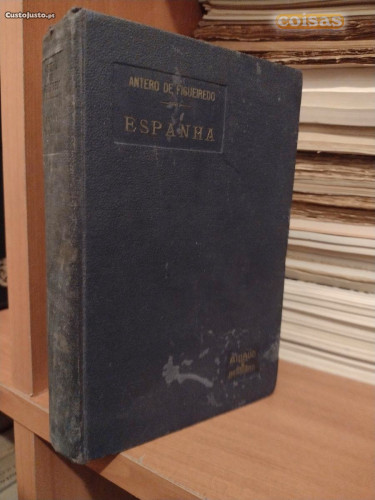 CustoJusto.pt
coisas
ANTERO DE FIGUEIREDO
ESPANHA